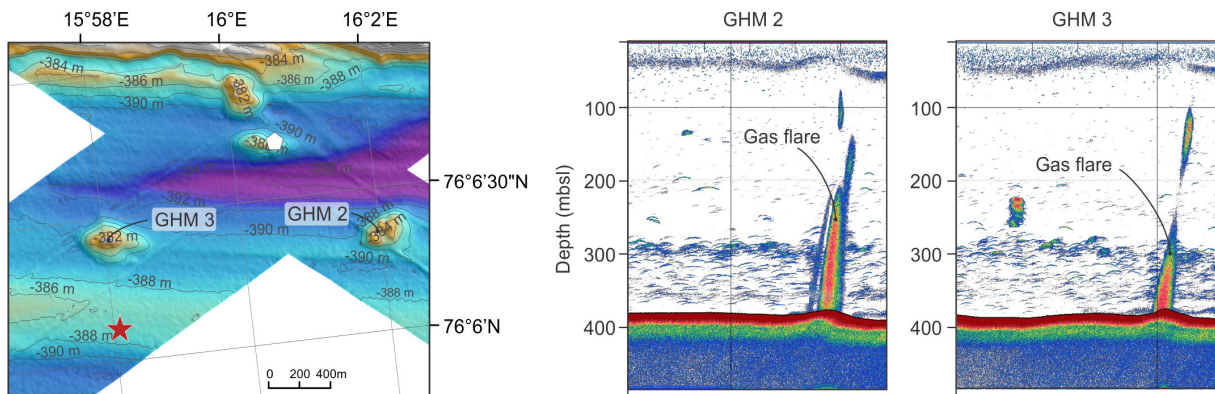 15°58'E 16°E 16°2'E
-384 m
-386 m
-390 m
-382 m
-384 m
-386 m
-388 m
-390 m
-388 m
-392 m
-390 m
GHM 3
-382 m
GHM 2
-388 m
-384 m
-390 m
-388 m
-386 m
-388 m
-388 m
-390 m
76°6'30"N
76°6'N
0 200 400m
GHM 2
Depth (mbsl)
100
200
300
400
Gas flare
GHM 3
100
200
300
400
Gas flare